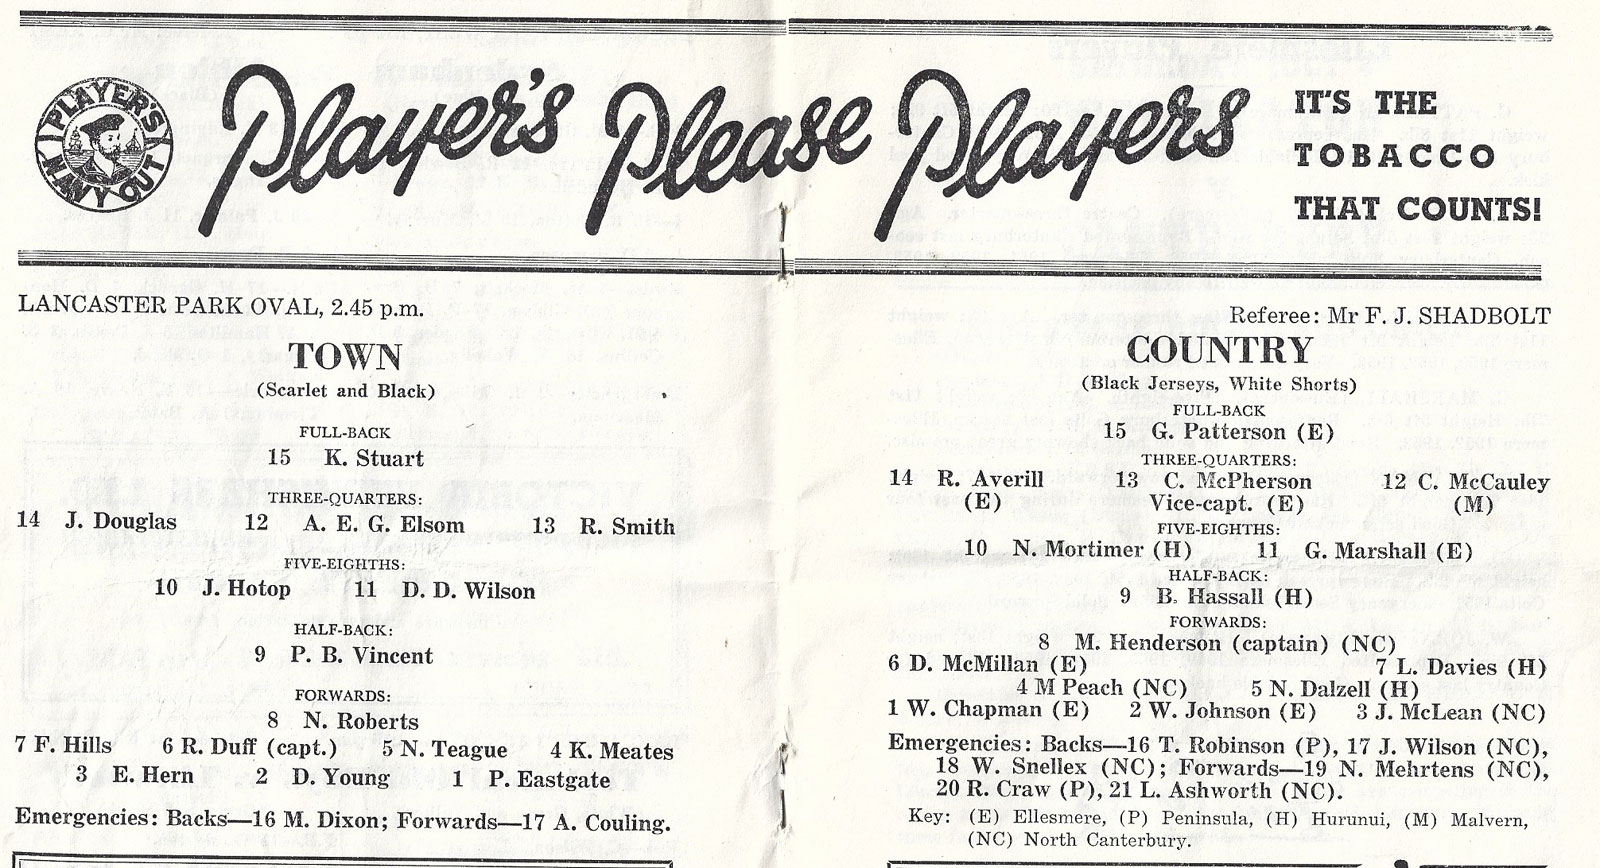 PLAYER'S
NAVY CUT
Player's Please Players
IT'S THE
TOBACCO
THAT COUNTS!
LANCASTER PARK OVAL, 2.45 p.m.
TOWN
(Scarlet and Black)
FULL-BACK
15 K. Stuart
THREE-QUARTERS:
14 J. Douglas 12 A. E. G. Elsom 13 R. Smith
FIVE-EIGHTHS:
10 J. Hotop 11 D. D. Wilson
HALF-BACK:
9 P. B. Vincent
FORWARDS:
8 N. Roberts
7 F. Hills 6 R. Duff (capt.) 5 N. Teague 4 K. Meates
3 E. Hern 2 D. Young 1 P. Eastgate
Emergencies: Backs—16 M. Dixon; Forwards—17 A. Couling.
Referee: Mr F. J. SHADBOLT
COUNTRY
(Black Jerseys, White Shorts)
FULL-BACK
15 G. Patterson (E)
THREE-QUARTERS:
14 R. Averill 13 C. McPherson 12 C. McCauley
(E) Vice-capt. (E) (M)
FIVE-EIGHTHS:
10 N. Mortimer (H) 11 G. Marshall (E)
HALF-BACK:
9 B. Hassall (H)
FORWARDS:
8 M. Henderson (captain) (NC)
6 D. McMillan (E) 7 L. Davies (H)
4 M Peach (NC) 5 N. Dalzell (H)
1 W. Chapman (E) 2 W. Johnson (E) 3 J. McLean (NC)
Emergencies: Backs—16 T. Robinson (P), 17 J. Wilson (NC),
18 W. Snellex (NC); Forwards—19 N. Mehrtens (NC),
20 R. Craw (P), 21 L. Ashworth (NC).
Key: (E) Ellesmere, (P) Peninsula, (H) Hurunui, (M) Malvern,
(NC) North Canterbury.